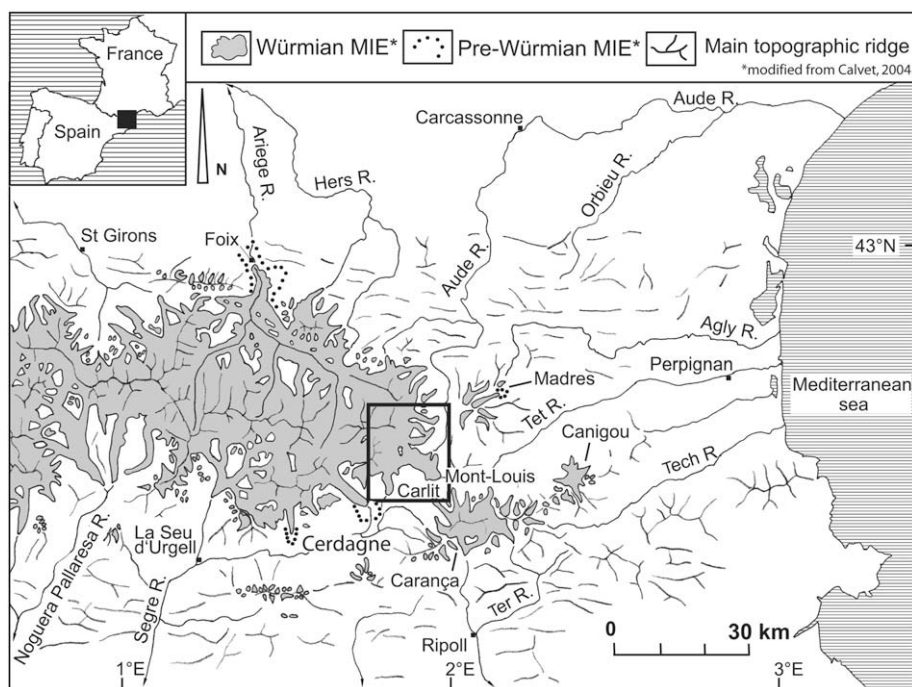 France
Spain
Würmian MIE*
Pre-Würmian MIE*
Main topographic ridge
*modified from Calvet, 2004
N
Ariege R.
Hers R.
Carcassonne
Aude R.
Orbieu R.
St Girons
Foix
Aude R.
43°N
Agly R.
Madres
Perpignan
Tet R.
Mediterranean
sea
Canigou
Mont-Louis
Tech R.
Carlit
La Seu
d'Urgell
Cerdagne
Noguera Pallaresa R.
Segre R.
Carança
Ter R.
Ripoll
0 30 km
1°E
2°E
3°E